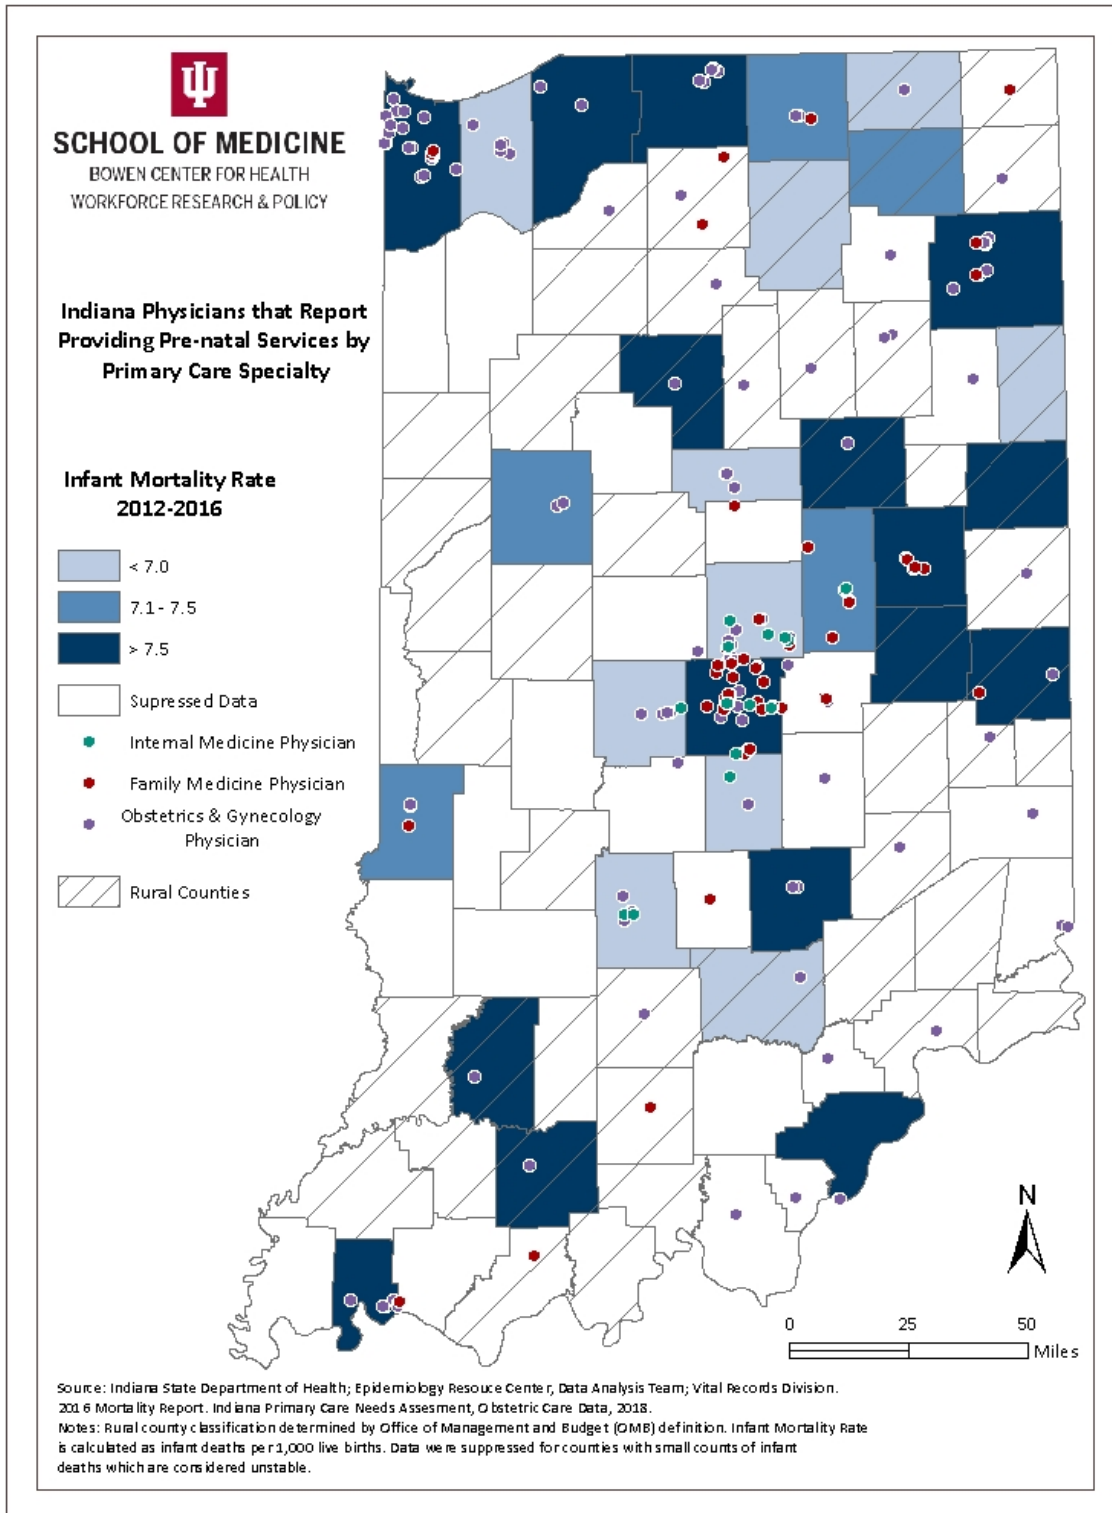 SCHOOL OF MEDICINE
BOWEN CENTER FOR HEALTH
WORKFORCE RESEARCH & POLICY
Indiana Physicians that Report
Providing Pre-natal Services by
Primary Care Specialty
Infant Mortality Rate
2012-2016
< 7.0
7.1 - 7.5
> 7.5
Supressed Data
Internal Medicine Physician
Family Medicine Physician
Obstetrics & Gynecology
Physician
Rural Counties
N
0 25 50
Miles
Source: Indiana State Department of Health; Epidemiology Resouce Center, Data Analysis Team; Vital Records Division.
2016 Mortality Report. Indiana Primary Care Needs Assesment, Obstetric Care Data, 2018.
Notes: Rural county classification determined by Office of Management and Budget (OMB) definition. Infant Mortality Rate
is calculated as infant deaths per 1,000 live births. Data were suppressed for counties with small counts of infant
deaths which are considered unstable.